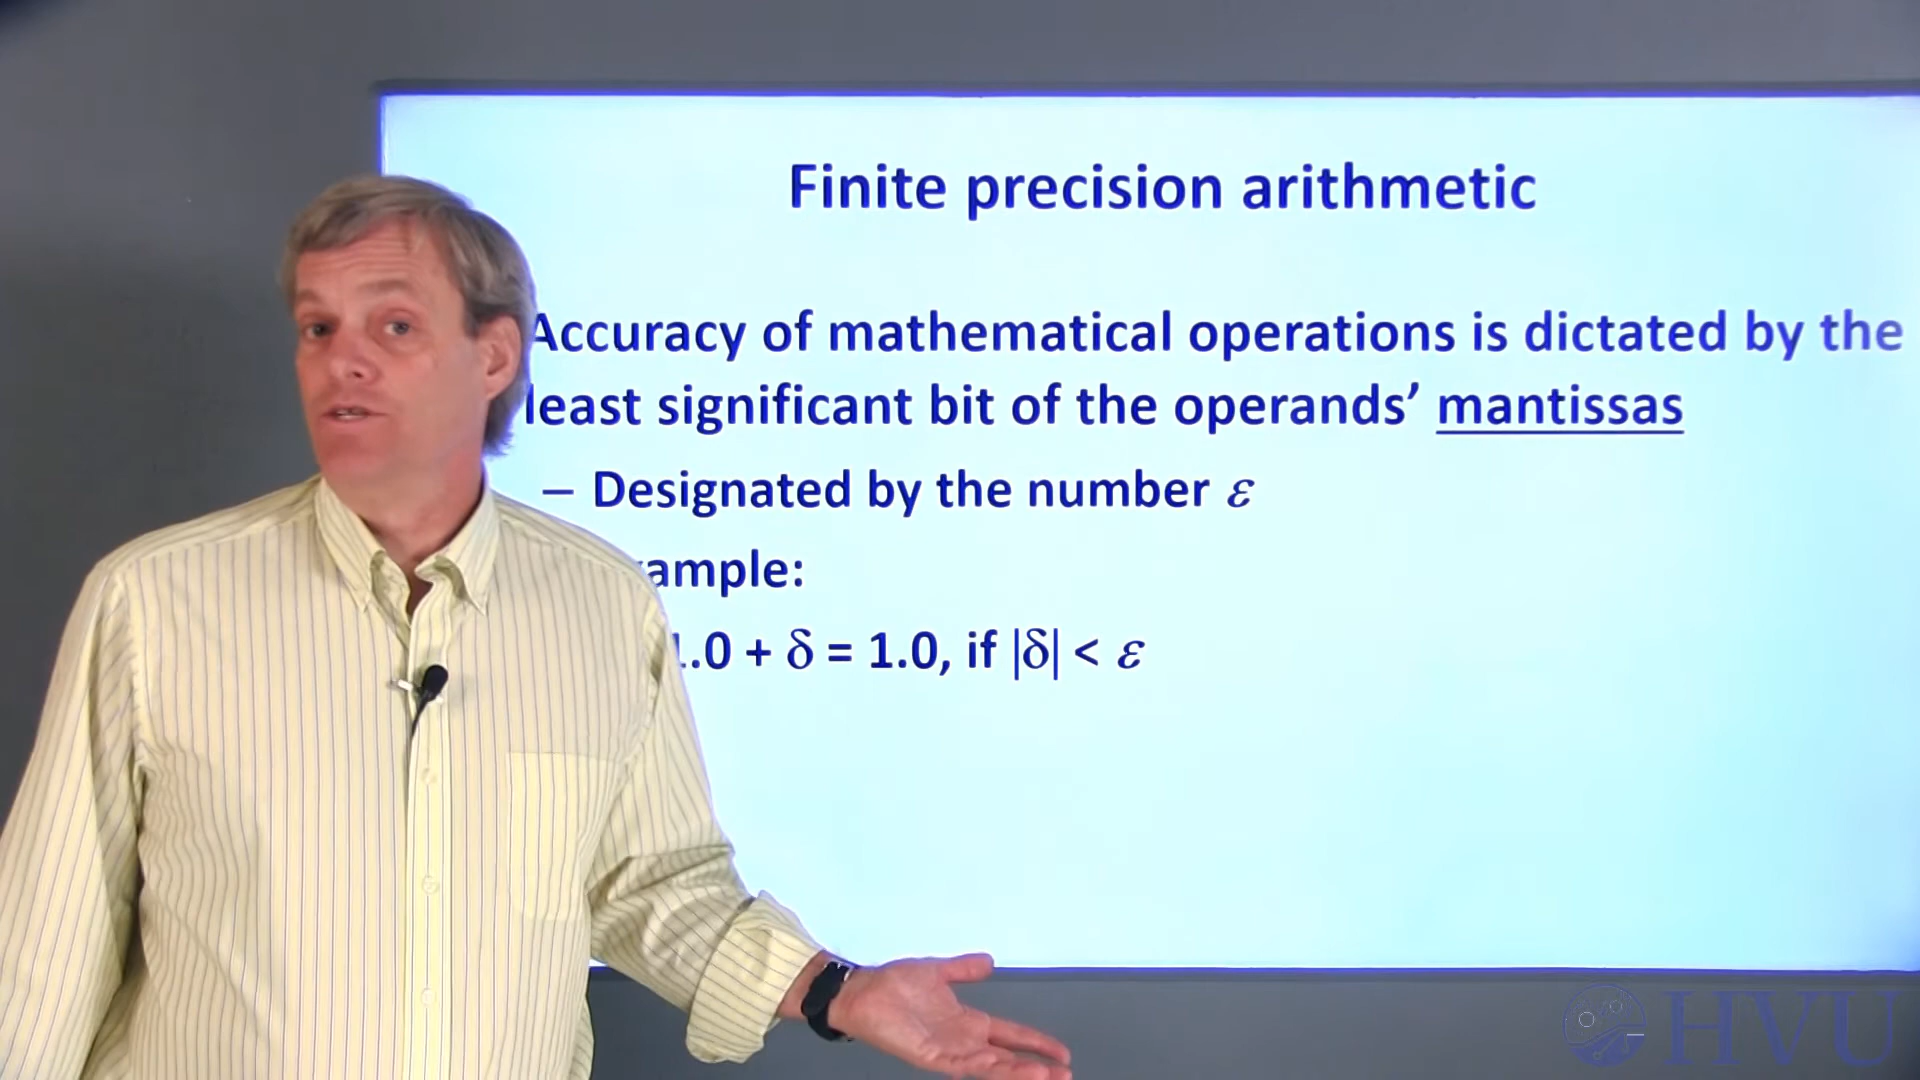 Finite precision arithmetic
Accuracy of mathematical operations is dictated by the
least significant bit of the operands’ mantissas
– Designated by the number ε
ample:
1.0 + δ = 1.0, if |δ| < ε
HVU